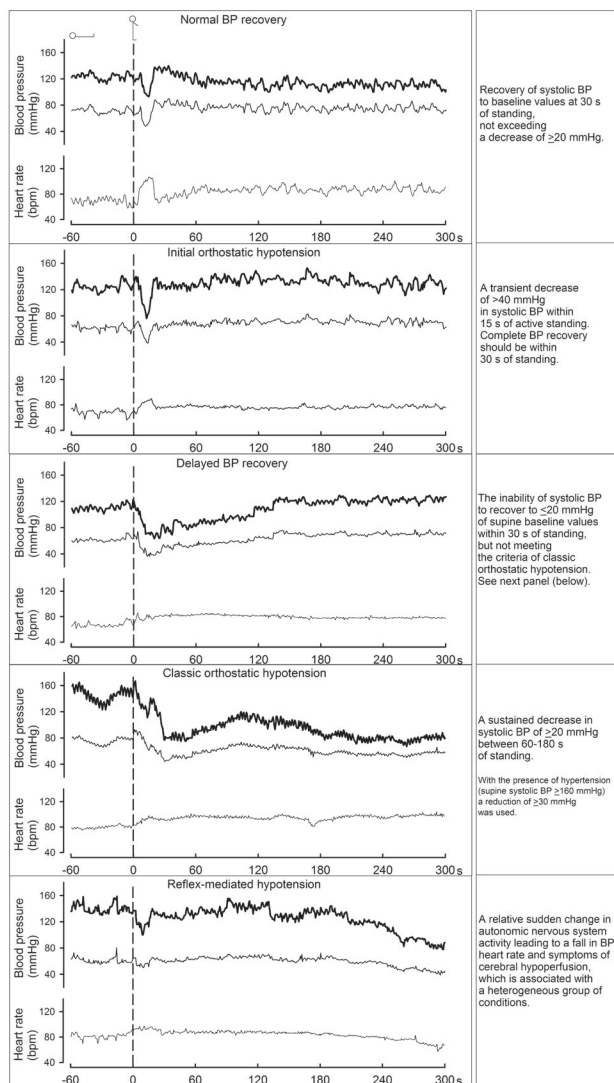 Normal BP recovery
Blood pressure
(mmHg)
160
120
80
40
Heart rate
(bpm)
120
80
40
-60 0 60 120 180 240 300 s
Recovery of systolic BP
to baseline values at 30 s
of standing,
not exceeding
a decrease of ≥20 mmHg.
Initial orthostatic hypotension
Blood pressure
(mmHg)
160
120
80
40
Heart rate
(bpm)
120
80
40
-60 0 60 120 180 240 300 s
A transient decrease
of >40 mmHg
in systolic BP within
15 s of active standing.
Complete BP recovery
should be within
30 s of standing.
Delayed BP recovery
Blood pressure
(mmHg)
160
120
80
40
Heart rate
(bpm)
120
80
40
-60 0 60 120 180 240 300 s
The inability of systolic BP
to recover to ≤20 mmHg
of supine baseline values
within 30 s of standing,
but not meeting
the criteria of classic
orthostatic hypotension.
See next panel (below).
Classic orthostatic hypotension
Blood pressure
(mmHg)
160
120
80
40
Heart rate
(bpm)
120
80
40
-60 0 60 120 180 240 300 s
A sustained decrease in
systolic BP of ≥20 mmHg
between 60-180 s
of standing.
With the presence of hypertension
(supine systolic BP ≥160 mmHg)
a reduction of ≥30 mmHg
was used.
Reflex-mediated hypotension
Blood pressure
(mmHg)
160
120
80
40
Heart rate
(bpm)
120
80
40
-60 0 60 120 180 240 300 s
A relative sudden change in
autonomic nervous system
activity leading to a fall in BP
heart rate and symptoms of
cerebral hypoperfusion,
which is associated with
a heterogeneous group of
conditions.